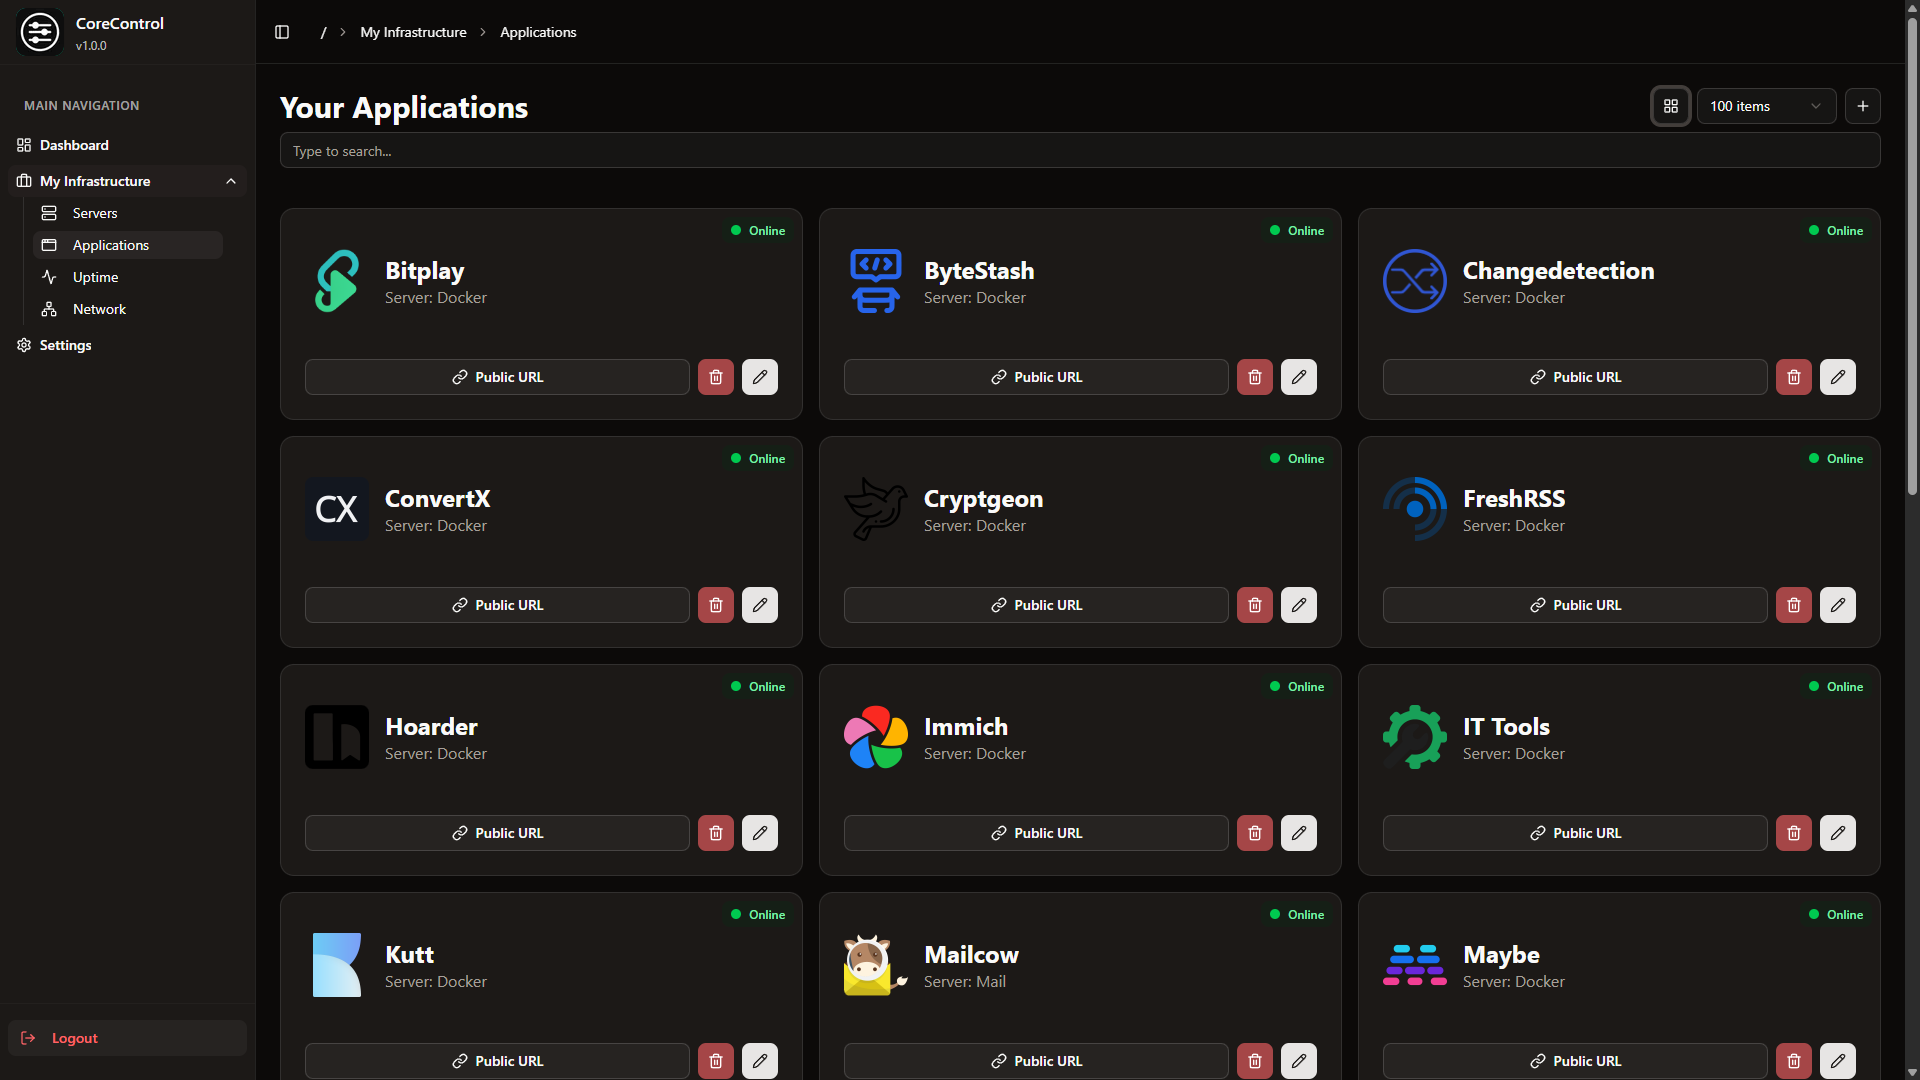 CoreControl
v1.0.0
MAIN NAVIGATION
Dashboard
My Infrastructure
Servers
Applications
Uptime
Network
Settings
Logout
/ > My Infrastructure > Applications
Your Applications
100 items
Type to search...
Online
Bitplay
Server: Docker
Public URL
Online
ByteStash
Server: Docker
Public URL
Online
Changedetection
Server: Docker
Public URL
Online
CX
ConvertX
Server: Docker
Public URL
Online
Cryptgeon
Server: Docker
Public URL
Online
FreshRSS
Server: Docker
Public URL
Online
Hoarder
Server: Docker
Public URL
Online
Immich
Server: Docker
Public URL
Online
IT Tools
Server: Docker
Public URL
Online
Kutt
Server: Docker
Public URL
Online
Mailcow
Server: Mail
Public URL
Online
Maybe
Server: Docker
Public URL